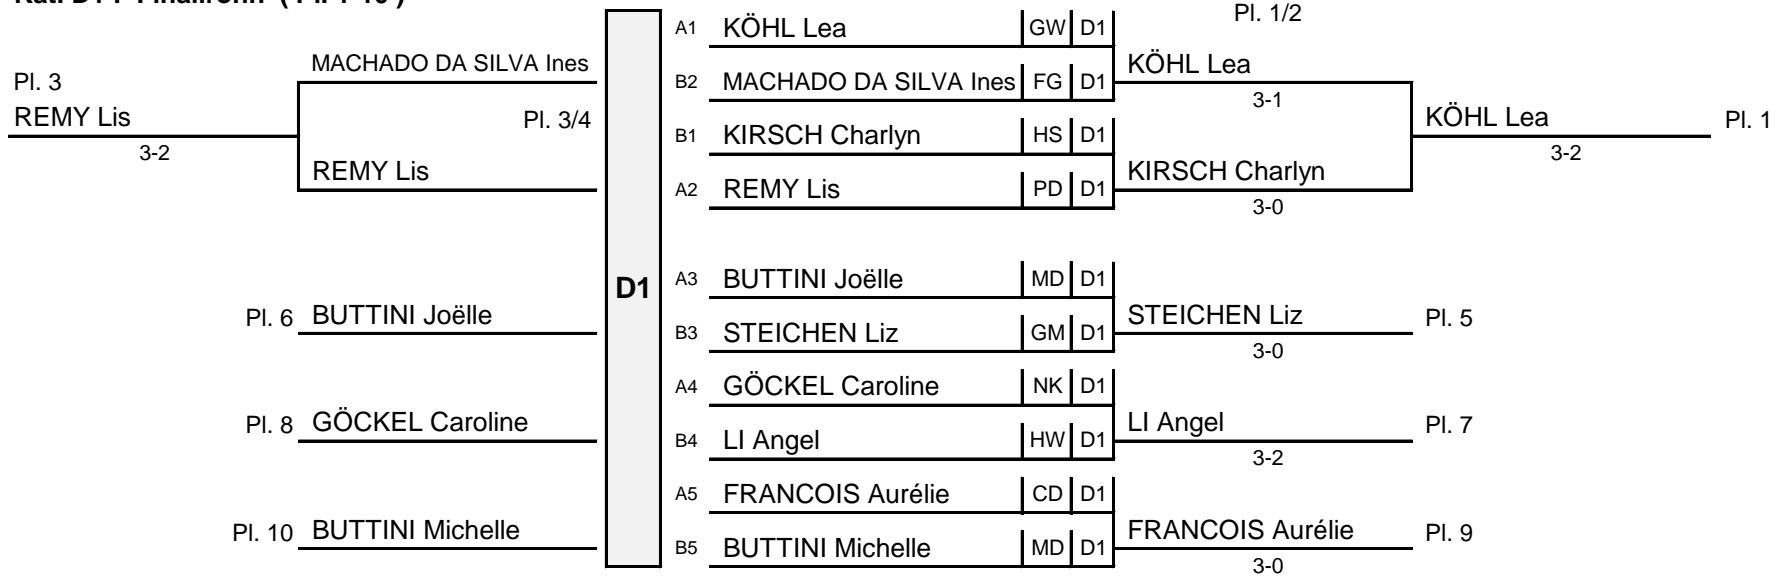 Pl. 1/2
A1 KÖHL Lea GW D1
MACHADO DA SILVA Ines
KÖHL Lea
Pl. 3
B2 MACHADO DA SILVA Ines FG D1
3-1
REMY Lis
Pl. 3/4
KÖHL Lea
Pl. 1
B1 KIRSCH Charlyn HS D1
3-2
3-2
REMY Lis
KIRSCH Charlyn
A2 REMY Lis PD D1
3-0
D1
A3 BUTTINI Joëlle MD D1
Pl. 6 BUTTINI Joëlle
STEICHEN Liz
Pl. 5
B3 STEICHEN Liz GM D1
3-0
A4 GÖCKEL Caroline NK D1
Pl. 8 GÖCKEL Caroline
LI Angel
Pl. 7
B4 LI Angel HW D1
3-2
A5 FRANCOIS Aurélie CD D1
Pl. 10 BUTTINI Michelle
FRANCOIS Aurélie
Pl. 9
B5 BUTTINI Michelle MD D1
3-0